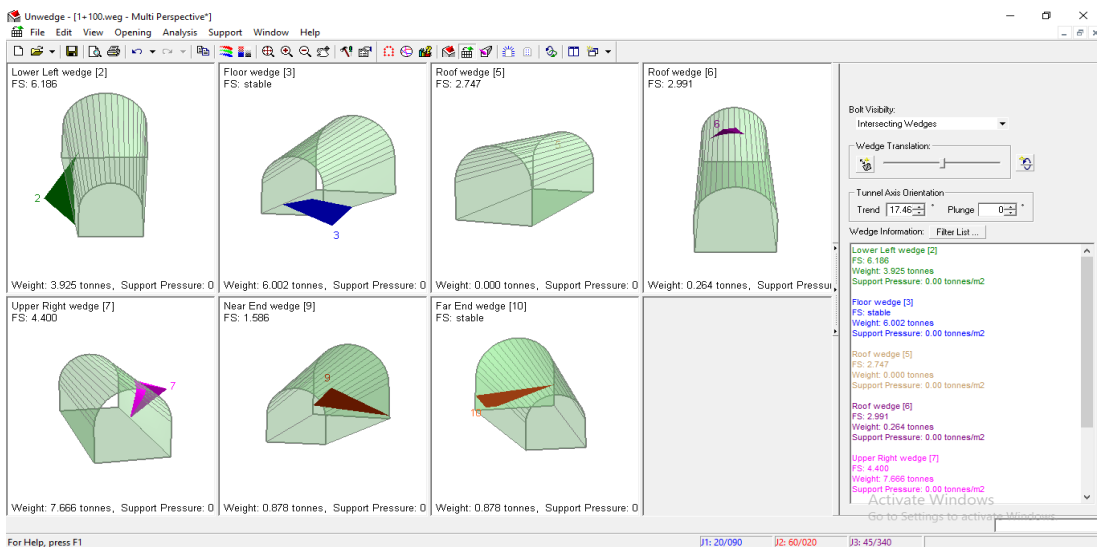 Unwedge - [1+100.weg - Multi Perspective*]
File Edit View Opening Analysis Support Window Help
Lower Left wedge [2]
FS: 6.186
2
Weight: 3.925 tonnes, Support Pressure: 0
Floor wedge [3]
FS: stable
3
Weight: 6.002 tonnes, Support Pressure: 0
Roof wedge [5]
FS: 2.747
Weight: 0.000 tonnes, Support Pressure: 0
Roof wedge [6]
FS: 2.991
6
Weight: 0.264 tonnes, Support Pressu
Upper Right wedge [7]
FS: 4.400
7
Weight: 7.666 tonnes, Support Pressure: 0
Near End wedge [9]
FS: 1.586
9
Weight: 0.878 tonnes, Support Pressure: 0
Far End wedge [10]
FS: stable
10
Weight: 0.878 tonnes, Support Pressure: 0
Bolt Visibility:
Intersecting Wedges
Wedge Translation:
Tunnel Axis Orientation
Trend 17.46 ° Plunge 0 °
Wedge Information: Filter List ...
Lower Left wedge [2]
FS: 6.186
Weight: 3.925 tonnes
Support Pressure: 0.00 tonnes/m2
Floor wedge [3]
FS: stable
Weight: 6.002 tonnes
Support Pressure: 0.00 tonnes/m2
Roof wedge [5]
FS: 2.747
Weight: 0.000 tonnes
Support Pressure: 0.00 tonnes/m2
Roof wedge [6]
FS: 2.991
Weight: 0.264 tonnes
Support Pressure: 0.00 tonnes/m2
Upper Right wedge [7]
FS: 4.400
Weight: 7.666 tonnes
Support Pressure: 0.00 tonnes/m2
Activate Windows
Go to Settings to activate Windows.
For Help, press F1
J1: 20/090
J2: 60/020
J3: 45/340